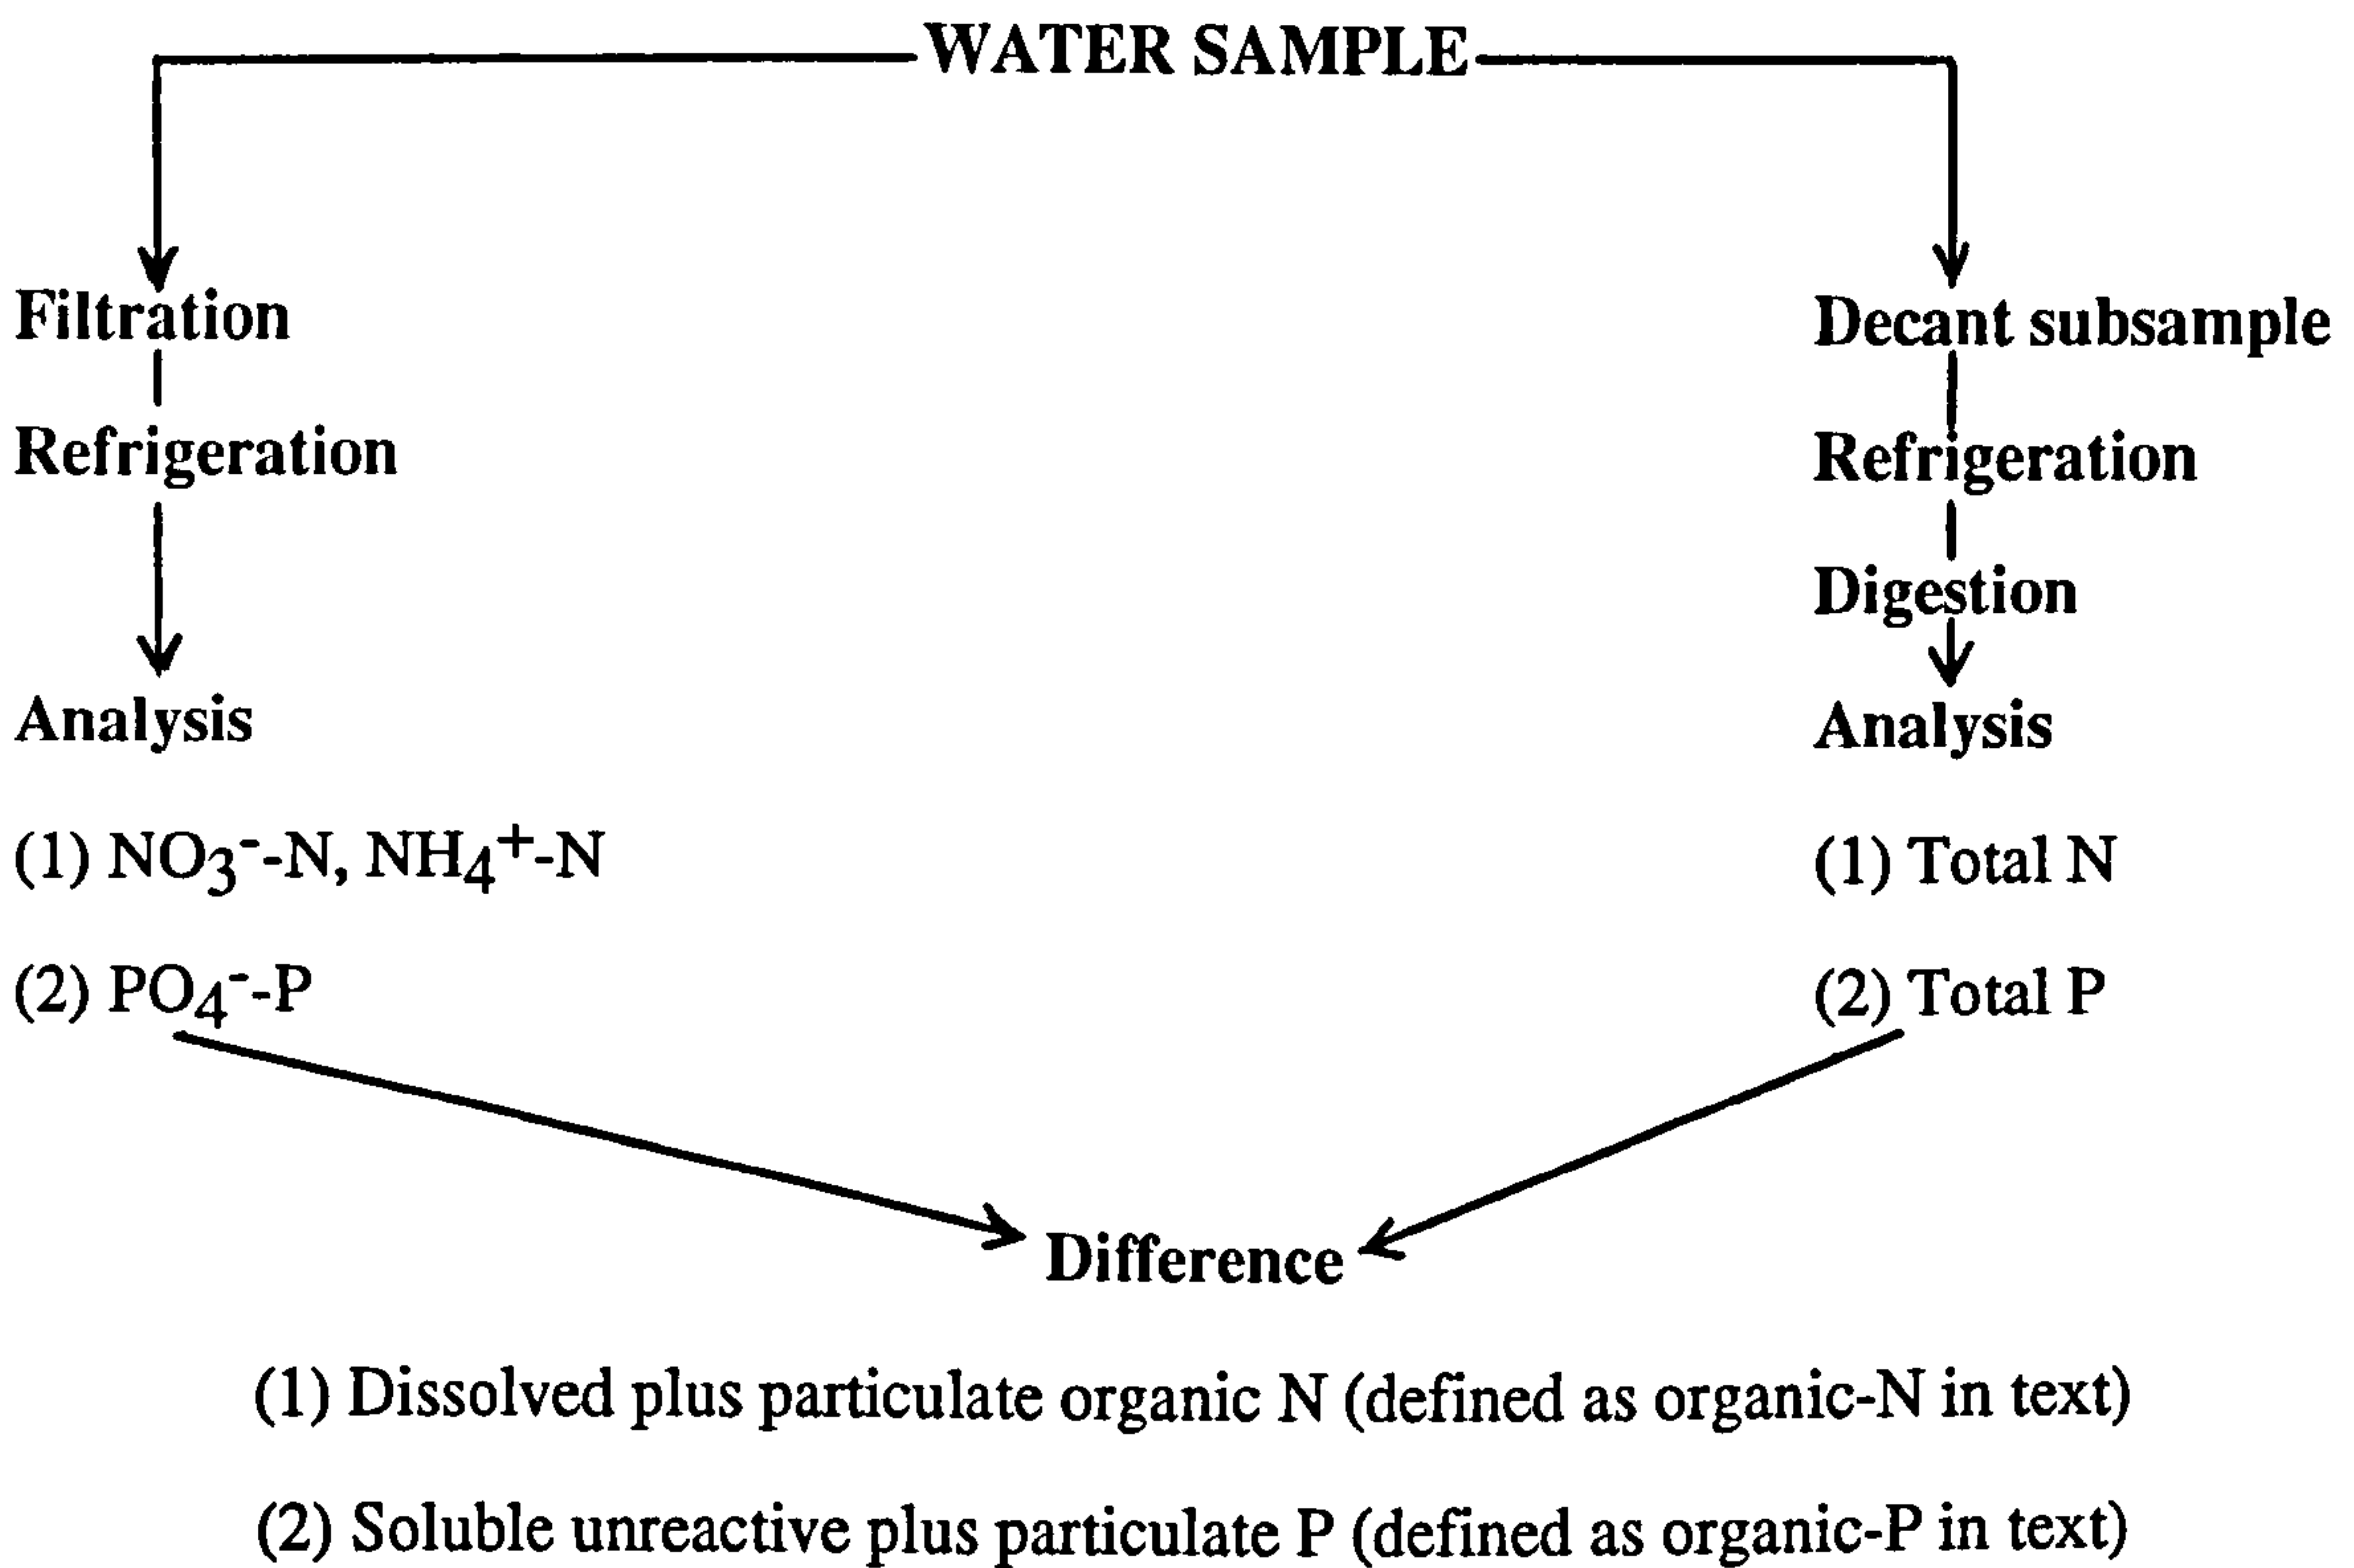 WATER SAMPLE
Filtration
Refrigeration
Analysis
(1) NO₃⁻-N, NH₄⁺-N
(2) PO₄⁻-P
Decant subsample
Refrigeration
Digestion
Analysis
(1) Total N
(2) Total P
Difference
(1) Dissolved plus particulate organic N (defined as organic-N in text)
(2) Soluble unreactive plus particulate P (defined as organic-P in text)